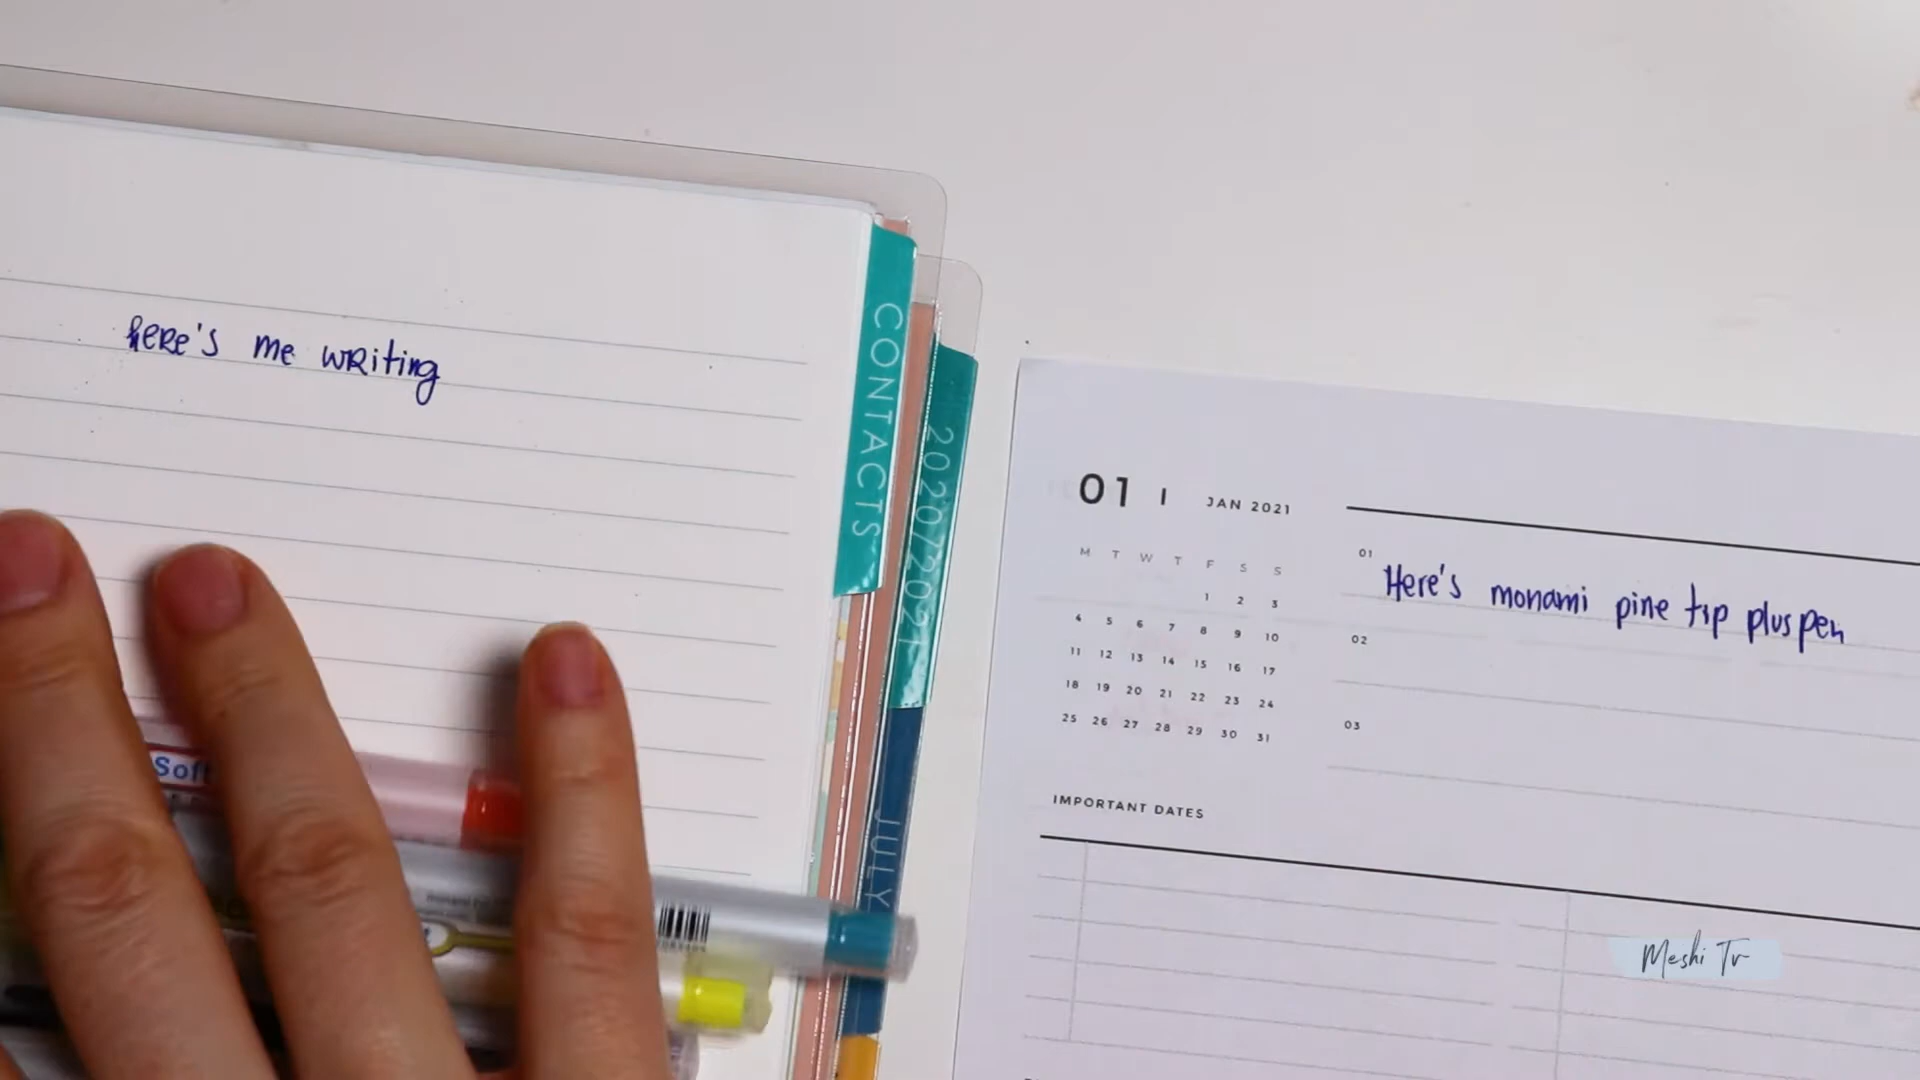 here's me writing
CONTACTS
2020/2021
JULY
Soft
01 | JAN 2021
M T W T F S S
1 2 3
4 5 6 7 8 9 10
11 12 13 14 15 16 17
18 19 20 21 22 23 24
25 26 27 28 29 30 31
01
Here's monami pine tip plus pen
02
03
IMPORTANT DATES
Meshi Tv